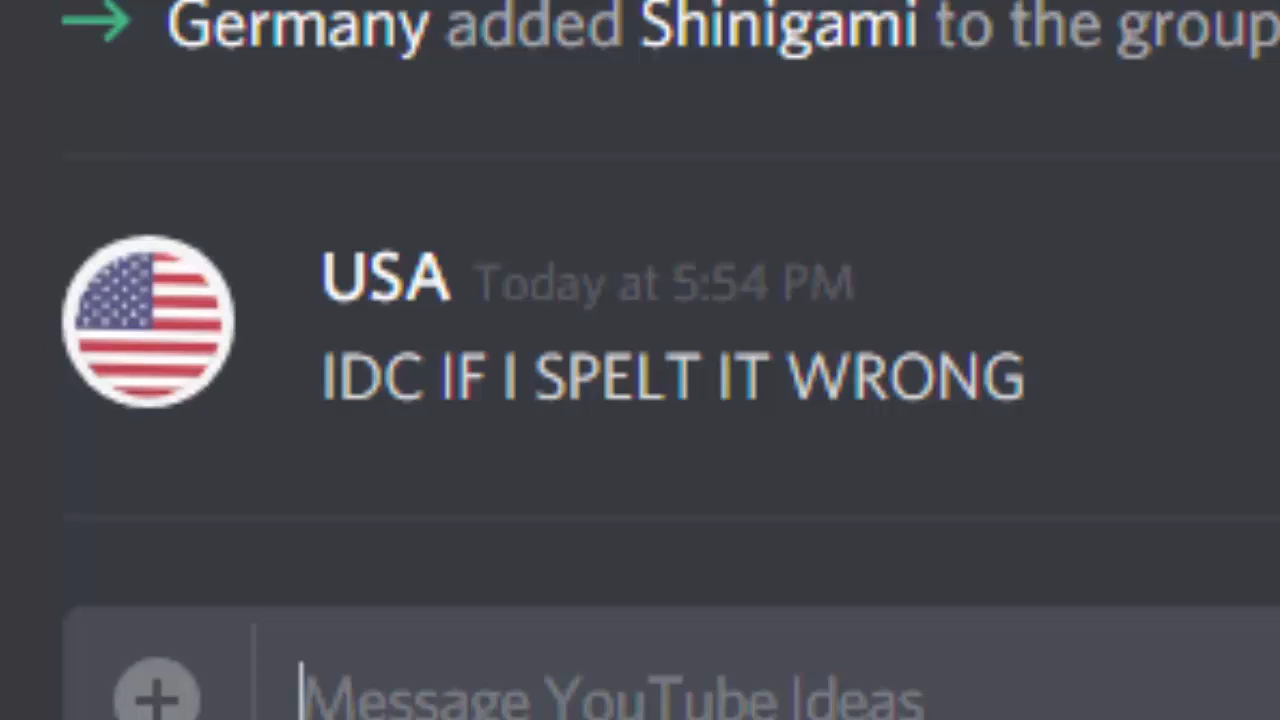 Germany added Shinigami to the group
USA Today at 5:54 PM
IDC IF I SPELT IT WRONG
Message YouTube Ideas